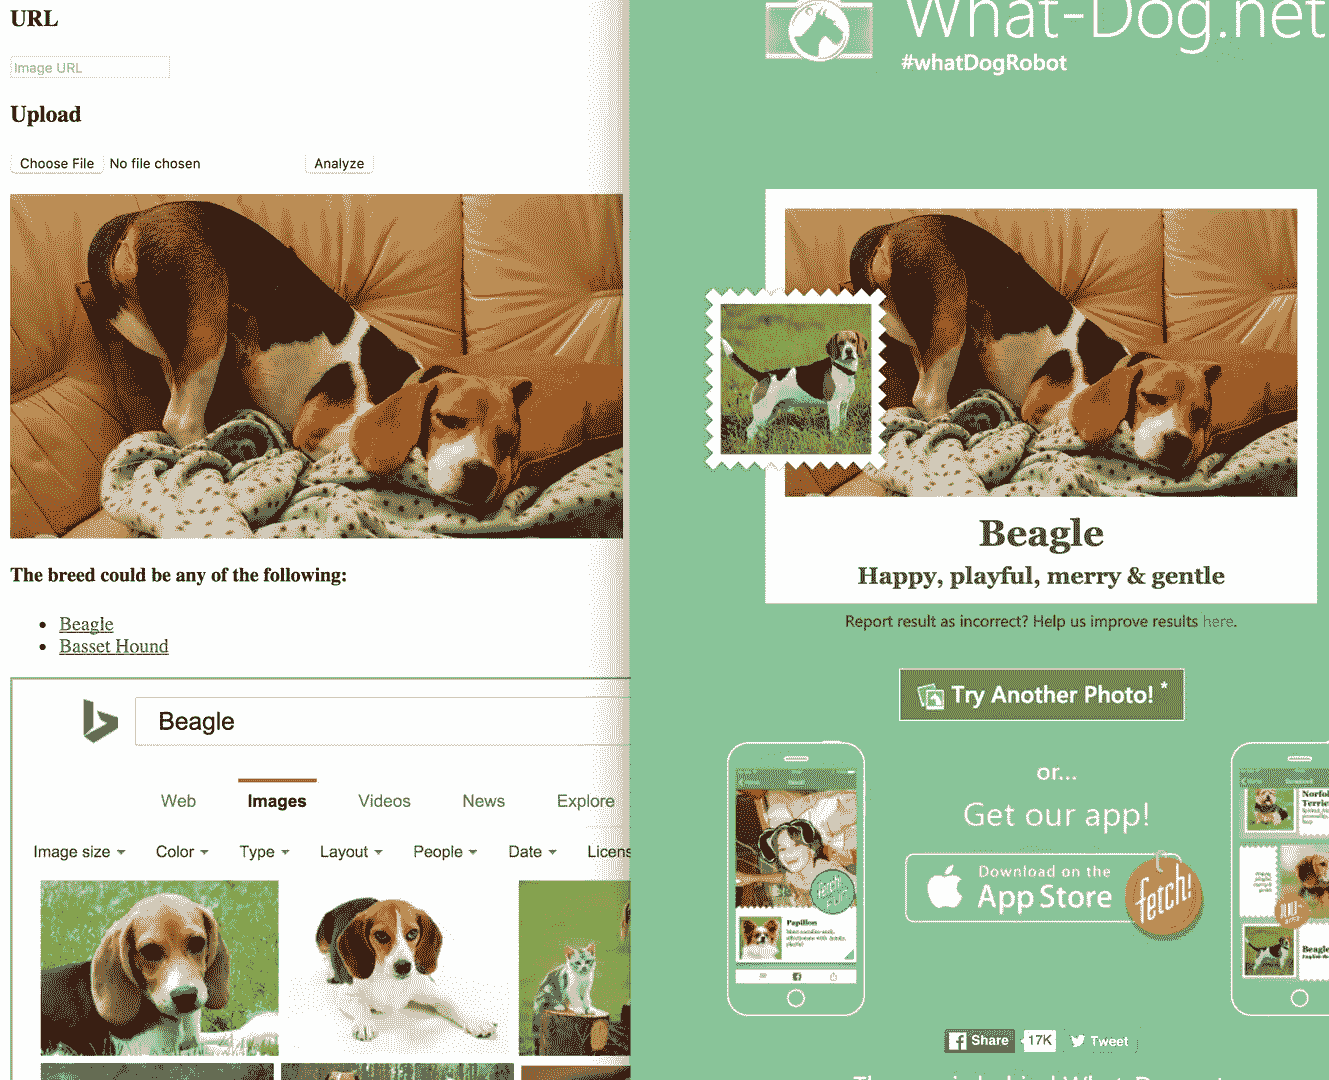 URL
Image URL
Upload
Choose File No file chosen Analyze
The breed could be any of the following:
Beagle
Basset Hound
Beagle
Web Images Videos News Explore
Image size Color Type Layout People Date Licens
What-Dog.net
#whatDogRobot
Beagle
Happy, playful, merry & gentle
Report result as incorrect? Help us improve results here.
Try Another Photo! *
or...
Get our app!
Download on the
App Store
fetch!
fetch!
Papillon
Norfol
Terrie
Beagle
Share 17K Tweet